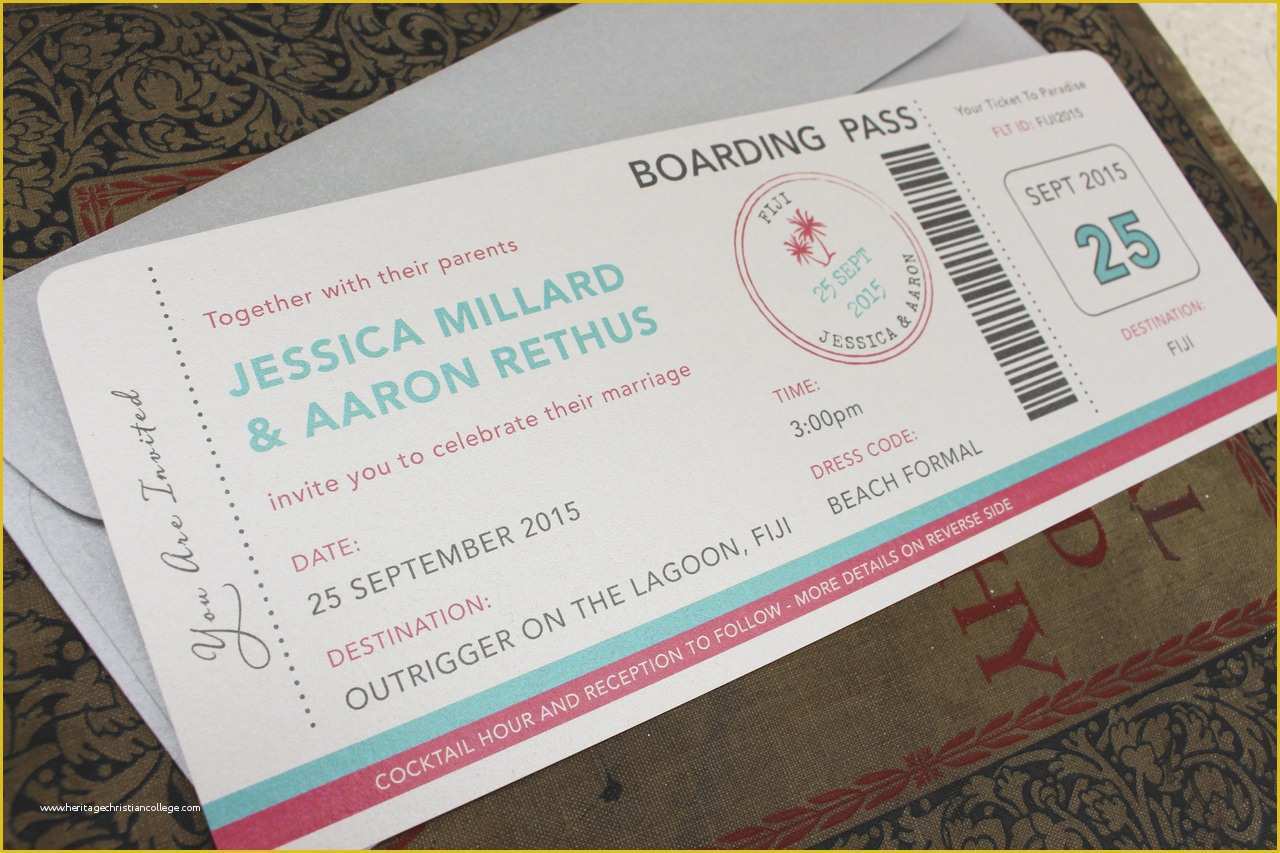 You Are Invited
Together with their parents
JESSICA MILLARD
& AARON RETHUS
invite you to celebrate their marriage
DATE:
25 SEPTEMBER 2015
DESTINATION:
OUTRIGGER ON THE LAGOON, FIJI
BOARDING PASS
FIJI
25 SEPT
2015
JESSICA & AARON
TIME:
3:00pm
DRESS CODE:
BEACH FORMAL
COCKTAIL HOUR AND RECEPTION TO FOLLOW - MORE DETAILS ON REVERSE SIDE
Your Ticket To Paradise
FLT ID: FIJI2015
SEPT 2015
25
DESTINATION:
FIJI
www.heritagechristiancollege.com